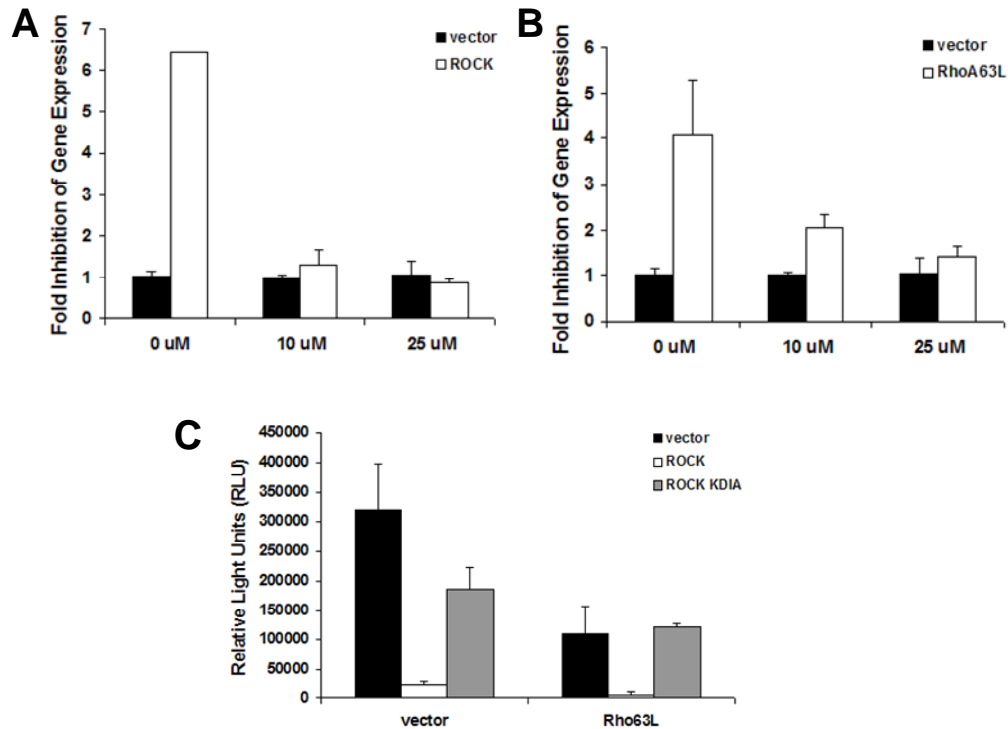 A
Fold Inhibition of Gene Expression
7
6
5
4
3
2
1
0
vector
ROCK
0 uM
10 uM
25 uM
B
Fold Inhibition of Gene Expression
6
5
4
3
2
1
0
vector
RhoA63L
0 uM
10 uM
25 uM
C
Relative Light Units (RLU)
450000
400000
350000
300000
250000
200000
150000
100000
50000
0
vector
ROCK
ROCK KDIA
vector
Rho63L